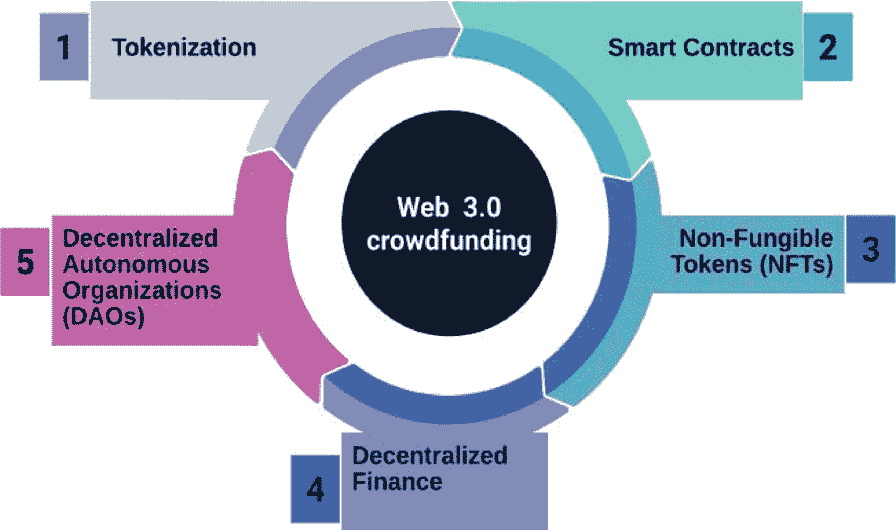 1
Tokenization
Smart Contracts
2
Web 3.0
crowdfunding
Non-Fungible
Tokens (NFTs)
3
5
Decentralized
Autonomous
Organizations
(DAOs)
4
Decentralized
Finance